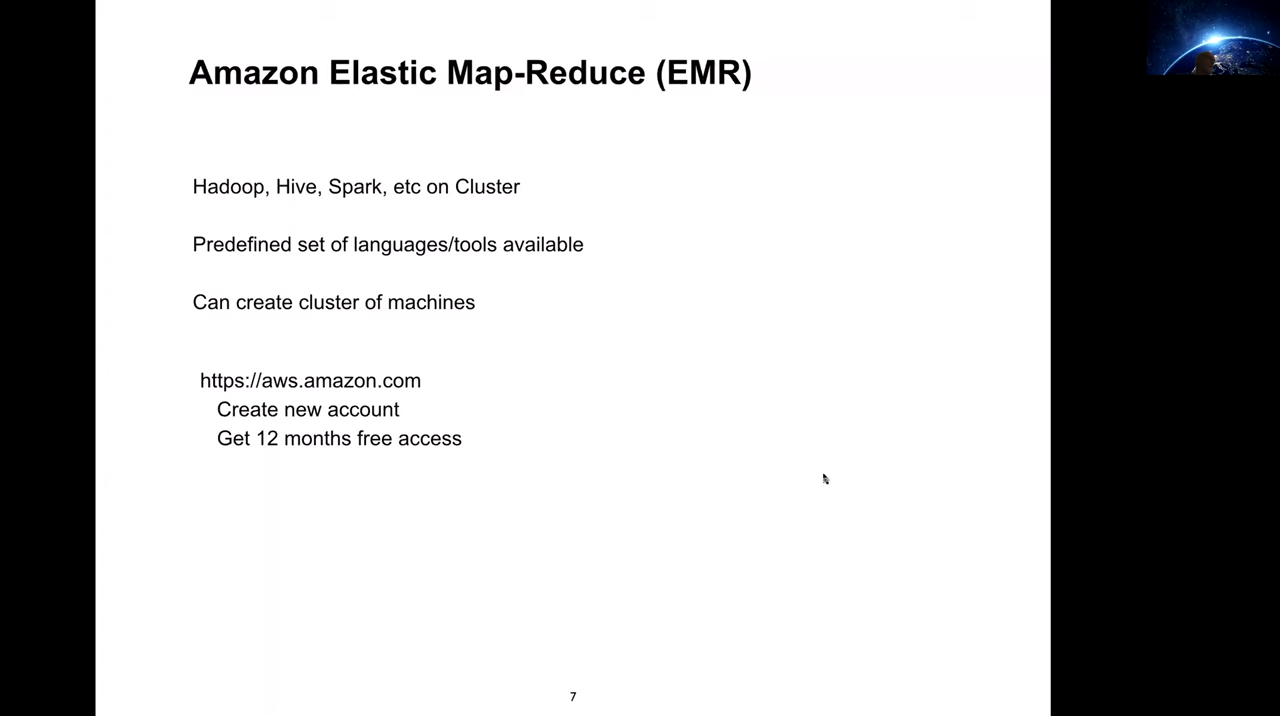 Amazon Elastic Map-Reduce (EMR)
Hadoop, Hive, Spark, etc on Cluster
Predefined set of languages/tools available
Can create cluster of machines
https://aws.amazon.com
Create new account
Get 12 months free access
7